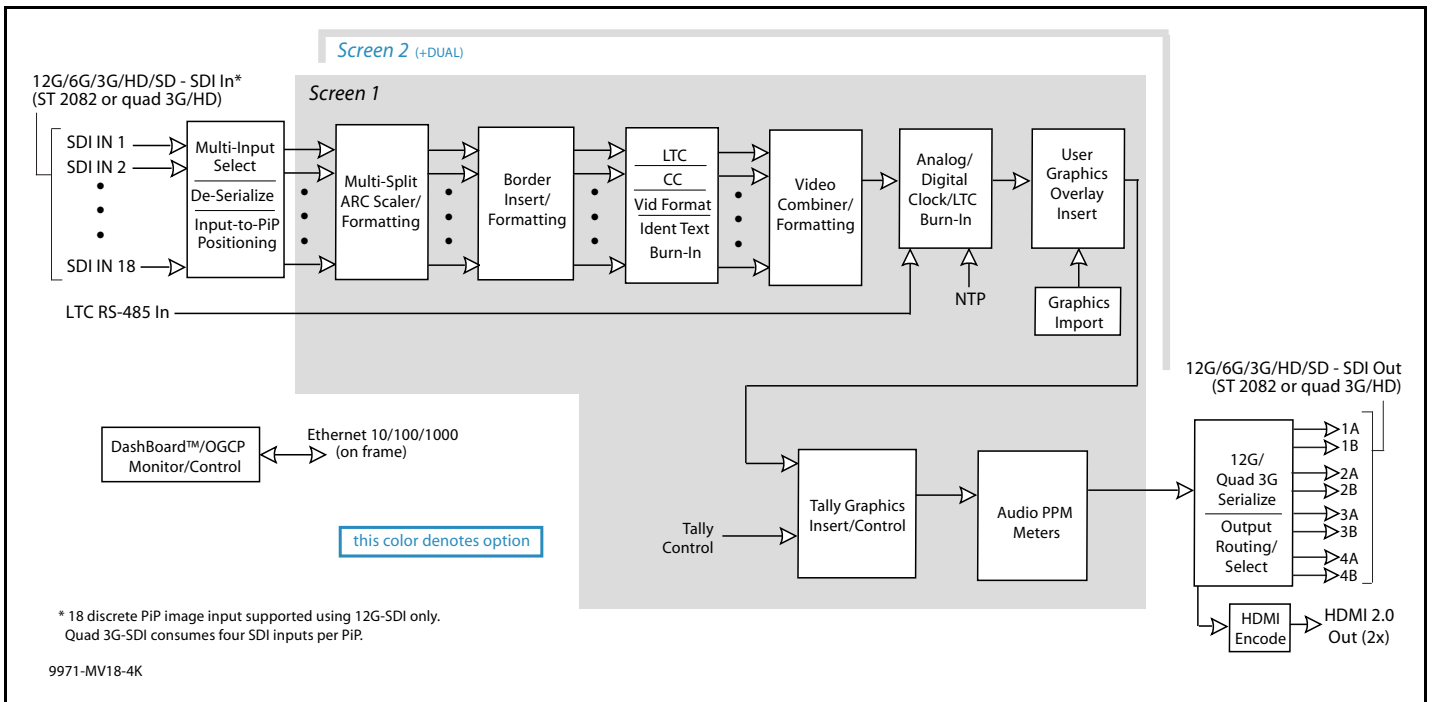 Screen 2 (+DUAL)
12G/6G/3G/HD/SD - SDI In*
(ST 2082 or quad 3G/HD)
Screen 1
SDI IN 1
SDI IN 2
SDI IN 18
Multi-Input
Select
De-Serialize
Input-to-PiP
Positioning
Multi-Split
ARC Scaler/
Formatting
Border
Insert/
Formatting
LTC
CC
Vid Format
Ident Text
Burn-In
Video
Combiner/
Formatting
Analog/
Digital
Clock/LTC
Burn-In
User
Graphics
Overlay
Insert
LTC RS-485 In
NTP
Graphics
Import
12G/6G/3G/HD/SD - SDI Out
(ST 2082 or quad 3G/HD)
DashBoard™/OGCP
Monitor/Control
Ethernet 10/100/1000
(on frame)
this color denotes option
Tally
Control
Tally Graphics
Insert/Control
Audio PPM
Meters
12G/
Quad 3G
Serialize
Output
Routing/
Select
1A
1B
2A
2B
3A
3B
4A
4B
HDMI
Encode
HDMI 2.0
Out (2x)
* 18 discrete PiP image input supported using 12G-SDI only.
Quad 3G-SDI consumes four SDI inputs per PiP.
9971-MV18-4K